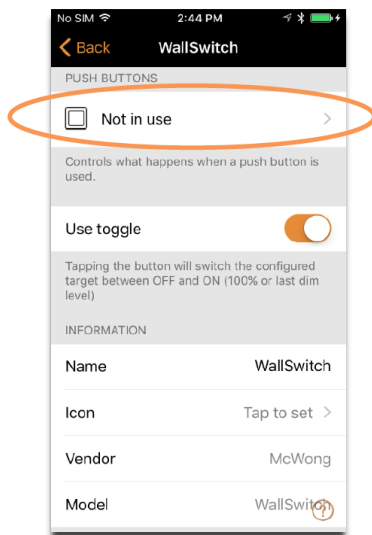 No SIM 2:44 PM
Back WallSwitch
PUSH BUTTONS
Not in use
Controls what happens when a push button is
used.
Use toggle
Tapping the button will switch the configured
target between OFF and ON (100% or last dim
level)
INFORMATION
Name WallSwitch
Icon Tap to set
Vendor McWong
Model WallSwitch
?